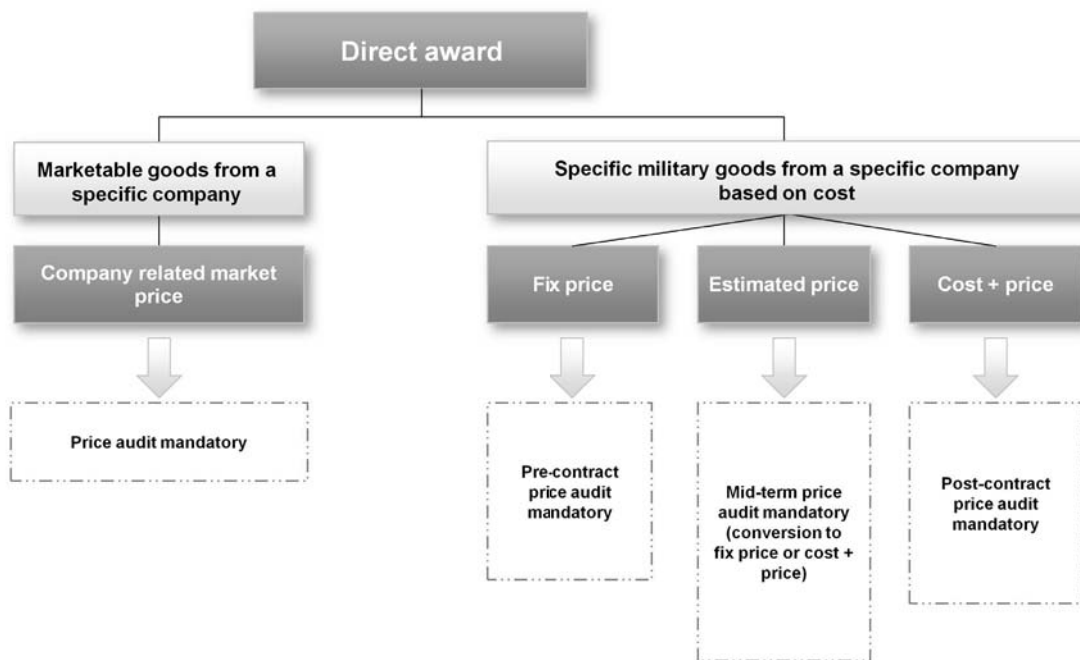 Direct award
Marketable goods from a
specific company
Specific military goods from a specific company
based on cost
Company related market
price
Fix price
Estimated price
Cost + price
Price audit mandatory
Pre-contract
price audit
mandatory
Mid-term price
audit mandatory
(conversion to
fix price or cost +
price)
Post-contract
price audit
mandatory